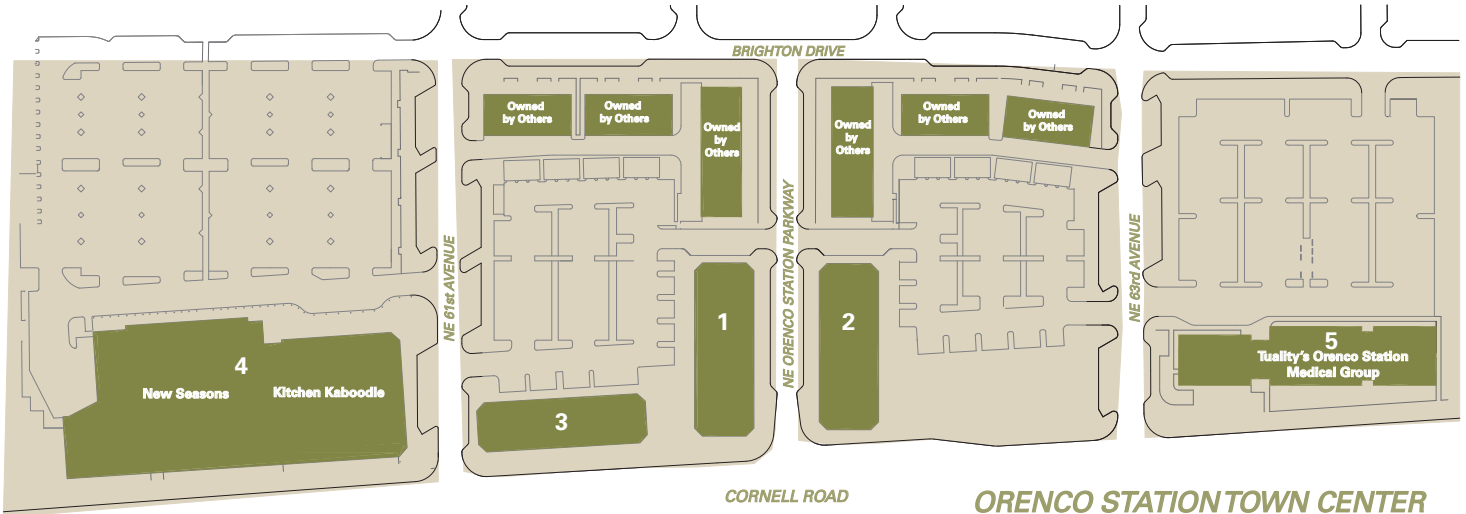 BRIGHTON DRIVE
Owned
by Others
Owned
by Others
Owned
by
Others
Owned
by
Others
Owned
by Others
Owned
by Others
NE 61st AVENUE
NE ORENCO STATION PARKWAY
NE 63rd AVENUE
1
2
3
4
New Seasons
Kitchen Kaboodle
5
Tuality's Orenco Station
Medical Group
CORNELL ROAD
ORENCO STATION TOWN CENTER